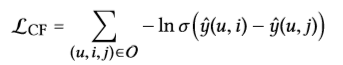 ℒ_CF = ∑_{(u,i,j)∈𝒪} −ln σ(ŷ(u, i) − ŷ(u, j))